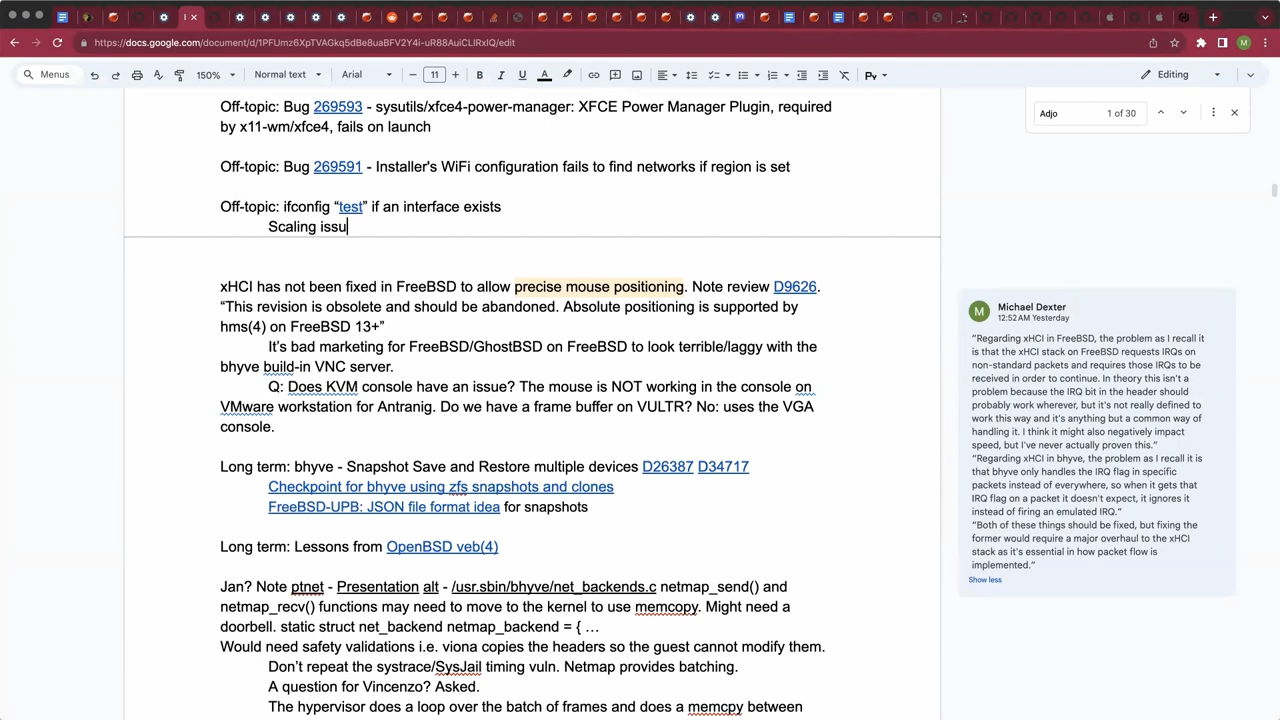 https://docs.google.com/document/d/1PFUmz6XpTVAGkq5dBe8uaBFV2Y4i-uR88AuiCLIRxIQ/edit
Menus 150% Normal text Arial 11 Editing
Off-topic: Bug 269593 - sysutils/xfce4-power-manager: XFCE Power Manager Plugin, required
by x11-wm/xfce4, fails on launch
Adjo 1 of 30
Off-topic: Bug 269591 - Installer's WiFi configuration fails to find networks if region is set
Off-topic: ifconfig “test” if an interface exists
Scaling issu
xHCI has not been fixed in FreeBSD to allow precise mouse positioning. Note review D9626.
“This revision is obsolete and should be abandoned. Absolute positioning is supported by
hms(4) on FreeBSD 13+”
It’s bad marketing for FreeBSD/GhostBSD on FreeBSD to look terrible/laggy with the
bhyve build-in VNC server.
Q: Does KVM console have an issue? The mouse is NOT working in the console on
VMware workstation for Antranig. Do we have a frame buffer on VULTR? No: uses the VGA
console.
Long term: bhyve - Snapshot Save and Restore multiple devices D26387 D34717
Checkpoint for bhyve using zfs snapshots and clones
FreeBSD-UPB: JSON file format idea for snapshots
Long term: Lessons from OpenBSD veb(4)
Jan? Note ptnet - Presentation alt - /usr.sbin/bhyve/net_backends.c netmap_send() and
netmap_recv() functions may need to move to the kernel to use memcopy. Might need a
doorbell. static struct net_backend netmap_backend = { …
Would need safety validations i.e. viona copies the headers so the guest cannot modify them.
Don’t repeat the systrace/SysJail timing vuln. Netmap provides batching.
A question for Vincenzo? Asked.
The hypervisor does a loop over the batch of frames and does a memcpy between
M
Michael Dexter
12:52 AM Yesterday
“Regarding xHCI in FreeBSD, the problem as I recall it
is that the xHCI stack on FreeBSD requests IRQs on
non-standard packets and requires those IRQs to be
received in order to continue. In theory this isn't a
problem because the IRQ bit in the header should
probably work wherever, but it's not really defined to
work this way and it's anything but a common way of
handling it. I think it might also negatively impact
speed, but I've never actually proven this.”
“Regarding xHCI in bhyve, the problem as I recall it is
that bhyve only handles the IRQ flag in specific
packets instead of everywhere, so when it gets that
IRQ flag on a packet it doesn't expect, it ignores it
instead of firing an emulated IRQ.”
“Both of these things should be fixed, but fixing the
former would require a major overhaul to the xHCI
stack as it's essential in how packet flow is
implemented.”
Show less